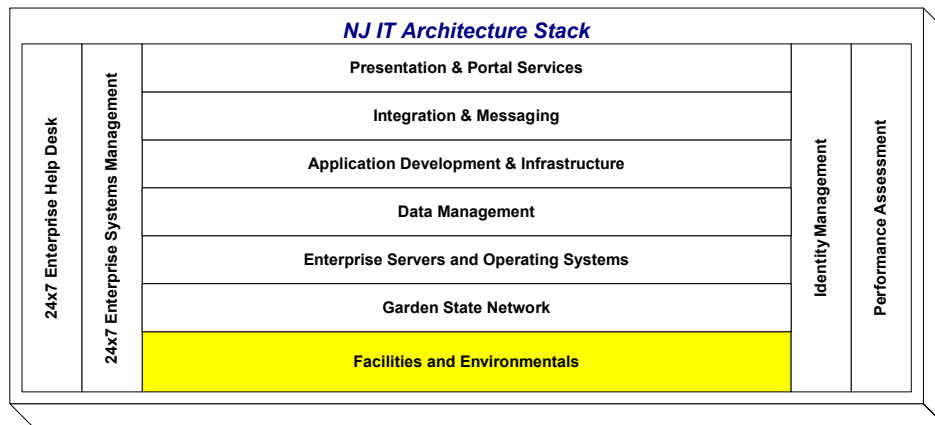 NJ IT Architecture Stack
24x7 Enterprise Help Desk
24x7 Enterprise Systems Management
Presentation & Portal Services
Integration & Messaging
Application Development & Infrastructure
Data Management
Enterprise Servers and Operating Systems
Garden State Network
Facilities and Environmentals
Identity Management
Performance Assessment